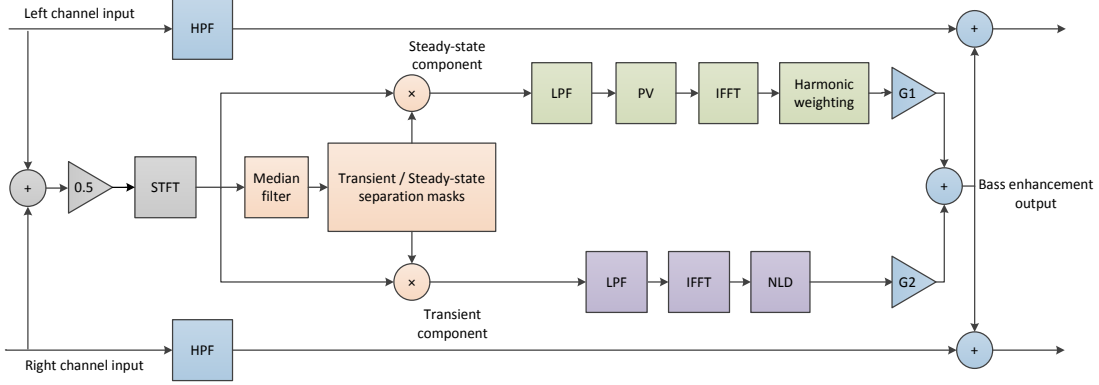 Left channel input
HPF
+
Steady-state
component
×
LPF
PV
IFFT
Harmonic
weighting
G1
+
0.5
STFT
Median
filter
Transient / Steady-state
separation masks
+
Bass enhancement
output
×
Transient
component
LPF
IFFT
NLD
G2
Right channel input
HPF
+